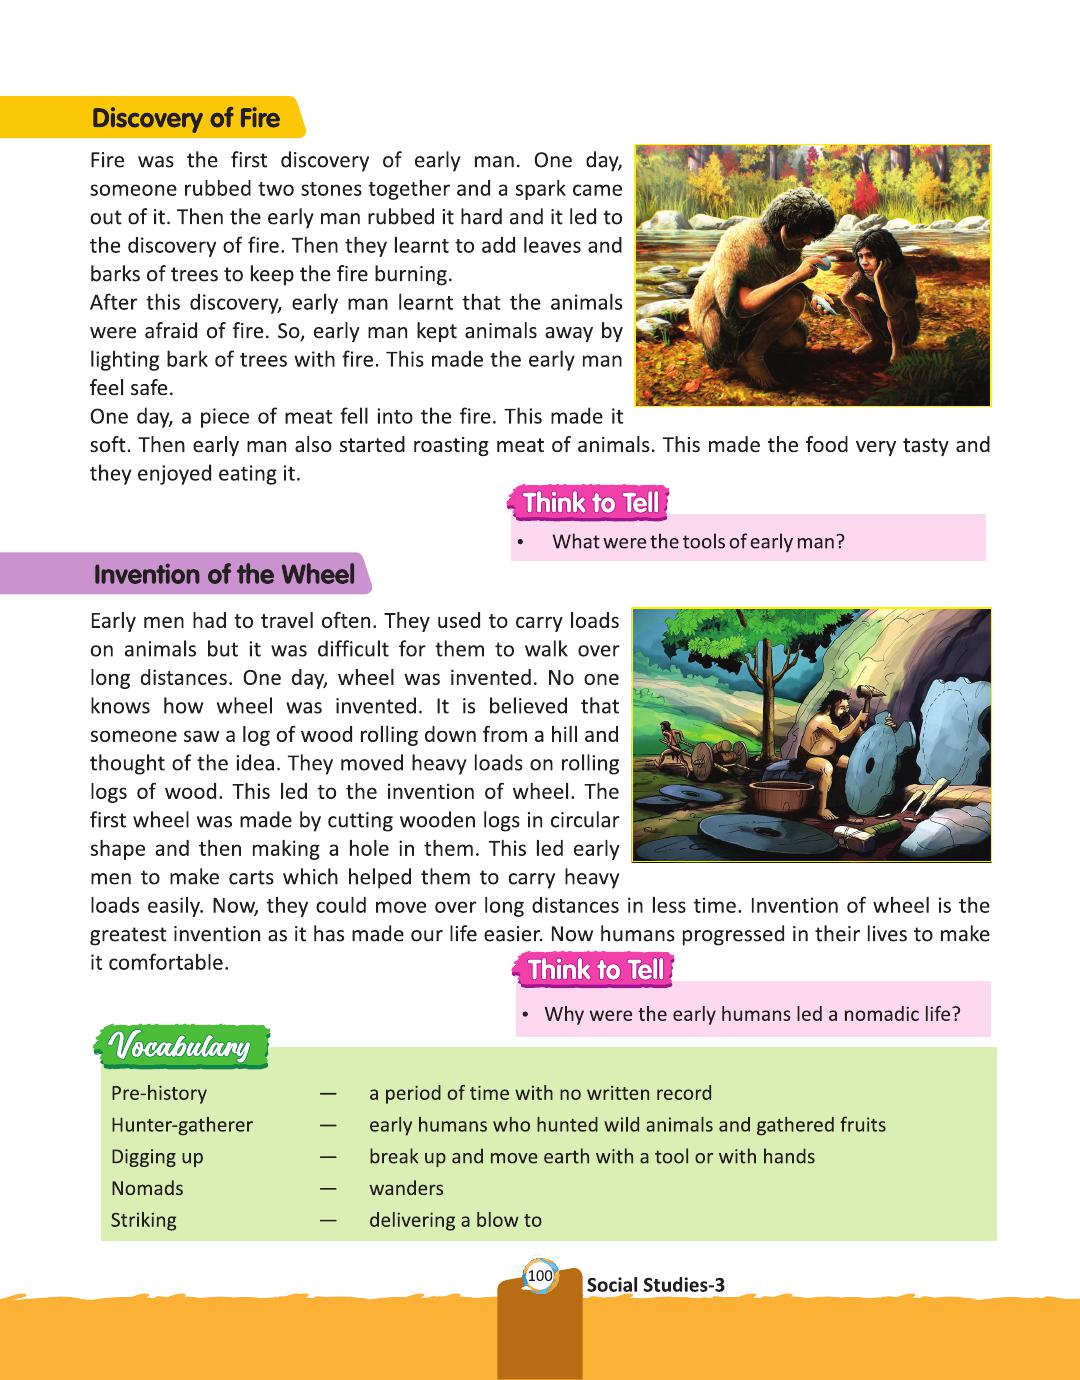 Discovery of Fire
Fire was the first discovery of early man. One day,
someone rubbed two stones together and a spark came
out of it. Then the early man rubbed it hard and it led to
the discovery of fire. Then they learnt to add leaves and
barks of trees to keep the fire burning.
After this discovery, early man learnt that the animals
were afraid of fire. So, early man kept animals away by
lighting bark of trees with fire. This made the early man
feel safe.
One day, a piece of meat fell into the fire. This made it
soft. Then early man also started roasting meat of animals. This made the food very tasty and
they enjoyed eating it.
Think to Tell
• What were the tools of early man?
Invention of the Wheel
Early men had to travel often. They used to carry loads
on animals but it was difficult for them to walk over
long distances. One day, wheel was invented. No one
knows how wheel was invented. It is believed that
someone saw a log of wood rolling down from a hill and
thought of the idea. They moved heavy loads on rolling
logs of wood. This led to the invention of wheel. The
first wheel was made by cutting wooden logs in circular
shape and then making a hole in them. This led early
men to make carts which helped them to carry heavy
loads easily. Now, they could move over long distances in less time. Invention of wheel is the
greatest invention as it has made our life easier. Now humans progressed in their lives to make
it comfortable.
Think to Tell
• Why were the early humans led a nomadic life?
Vocabulary
Pre-history — a period of time with no written record
Hunter-gatherer — early humans who hunted wild animals and gathered fruits
Digging up — break up and move earth with a tool or with hands
Nomads — wanders
Striking — delivering a blow to
100
Social Studies-3